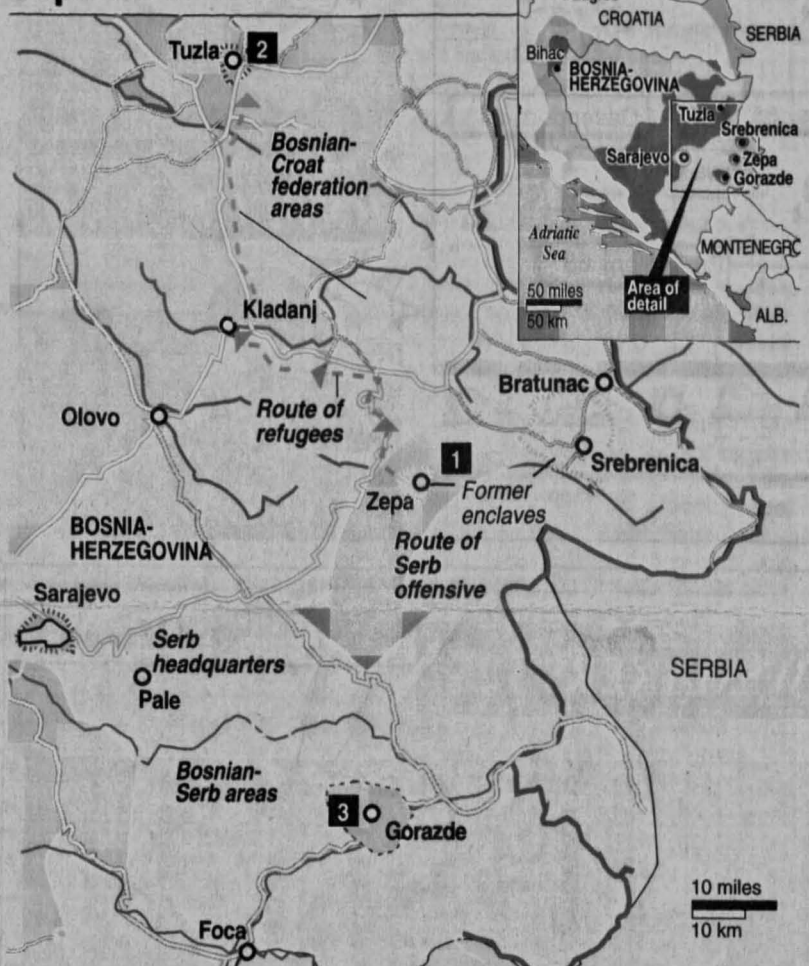 Tuzla
2
Bosnian-
Croat
federation
areas
Kladanj
Olovo
Route of
refugees
Bratunac
Srebrenica
1
Zepa
Former
enclaves
Route of
Serb
offensive
BOSNIA-
HERZEGOVINA
Sarajevo
Serb
headquarters
Pale
SERBIA
Bosnian-
Serb areas
3
Gorazde
Foca
10 miles
10 km
CROATIA
SERBIA
Bihac
BOSNIA-
HERZEGOVINA
Tuzla
Srebrenica
Sarajevo
Zepa
Gorazde
Adriatic
Sea
MONTENEGRO
50 miles
50 km
Area of
detail
ALB.